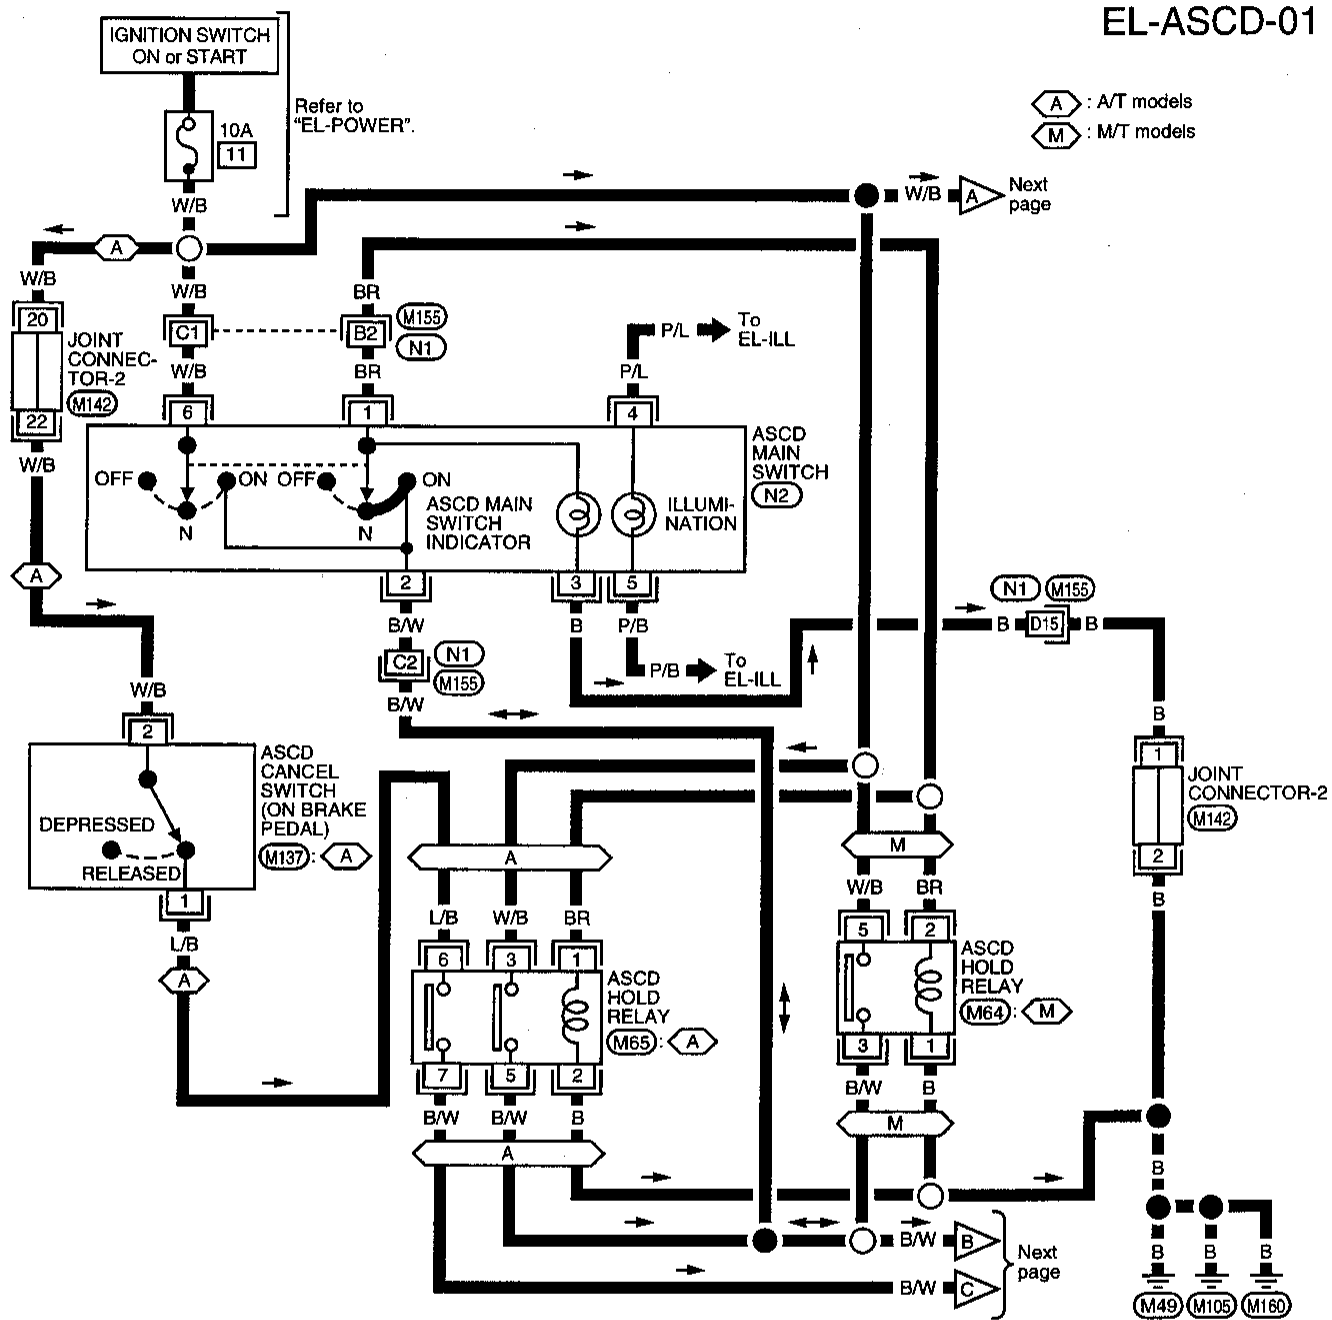 EL-ASCD-01
IGNITION SWITCH
ON or START
Refer to
"EL-POWER".
10A
11
A : A/T models
M : M/T models
W/B
W/B
A
Next
page
A
W/B
W/B
BR
20
C1
B2
M155
N1
P/L
To
EL-ILL
JOINT
CONNEC-
TOR-2
M142
W/B
BR
P/L
22
6
1
4
W/B
ASCD
MAIN
SWITCH
N2
OFF
ON
OFF
ON
N
N
ASCD MAIN
SWITCH
INDICATOR
ILLUMI-
NATION
A
2
3
5
N1
M155
B/W
B
P/B
B
D15
B
C2
N1
M155
P/B
To
EL-ILL
W/B
B/W
B
2
1
ASCD
CANCEL
SWITCH
(ON BRAKE
PEDAL)
M137 : A
DEPRESSED
RELEASED
JOINT
CONNECTOR-2
M142
A
M
2
1
L/B
W/B
BR
W/B
BR
B
L/B
A
6
3
1
5
2
ASCD
HOLD
RELAY
M65 : A
ASCD
HOLD
RELAY
M64 : M
7
5
2
3
1
B/W
B/W
B
B/W
B
A
M
B
B/W
B
B/W
C
Next
page
B
B
B
M49
M105
M160